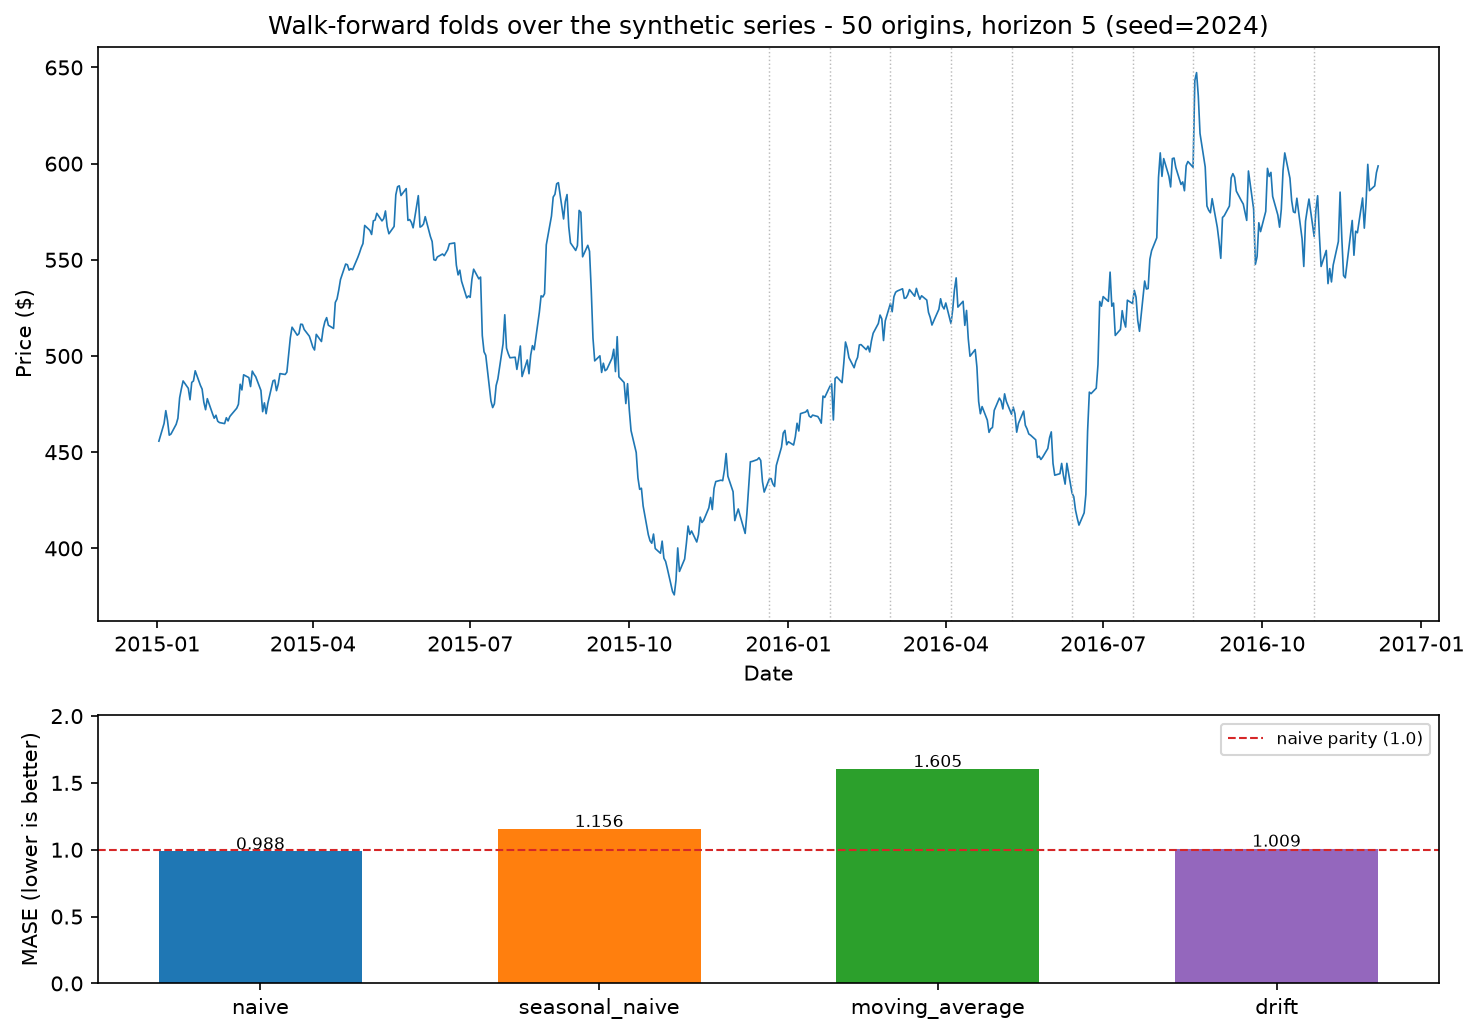 Walk-forward folds over the synthetic series - 50 origins, horizon 5 (seed=2024)
Price ($)
650
600
550
500
450
400
2015-01 2015-04 2015-07 2015-10 2016-01 2016-04 2016-07 2016-10 2017-01
Date
MASE (lower is better)
2.0
1.5
1.0
0.5
0.0
naive parity (1.0)
0.988
1.156
1.605
1.009
naive seasonal_naive moving_average drift